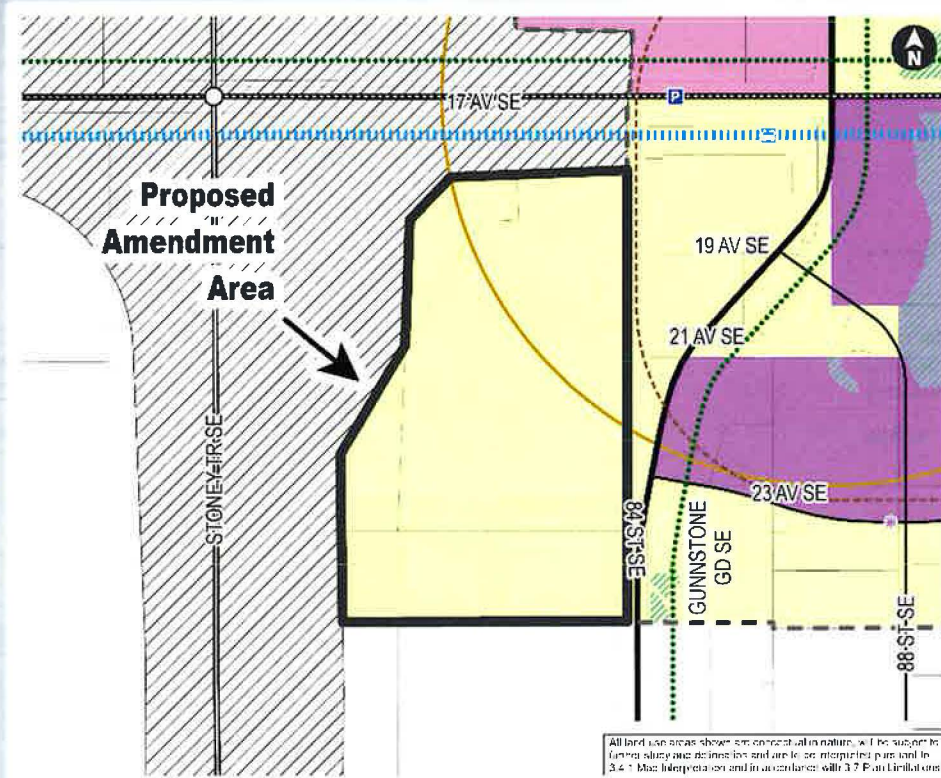 N
17 AV SE
P
Proposed
Amendment
Area
19 AV SE
21 AV SE
STONEY TR SE
23 AV SE
84 ST SE
GUNNSTONE
GD SE
88 ST SE
All land use areas shown are conceptual in nature, will be subject to
further study and delineation and are to be interpreted pursuant to
3.4.1 Map Interpretation and in accordance with 3.7 Plan Limitations